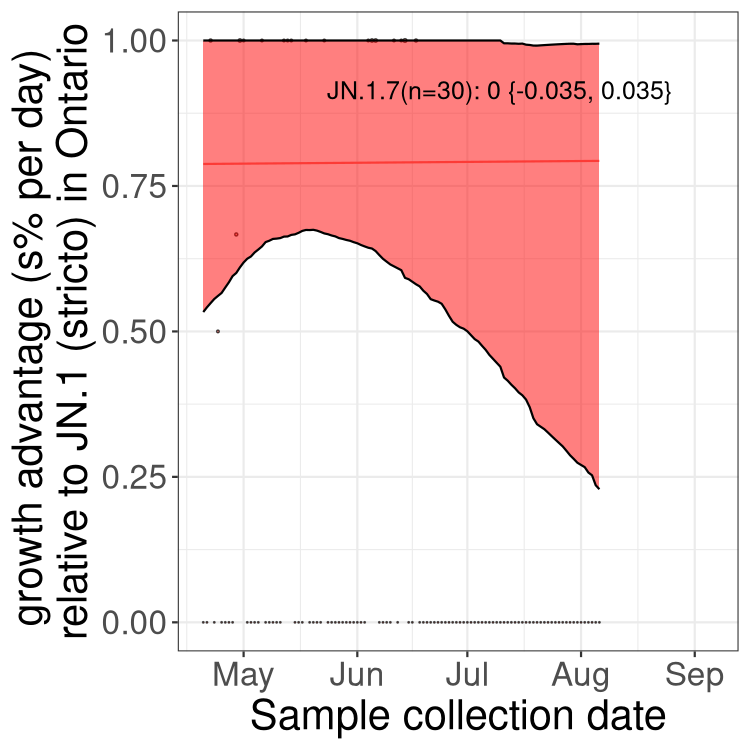 growth advantage (s% per day)
relative to JN.1 (stricto) in Ontario
1.00
0.75
0.50
0.25
0.00
JN.1.7(n=30): 0 {-0.035, 0.035}
May Jun Jul Aug Sep
Sample collection date